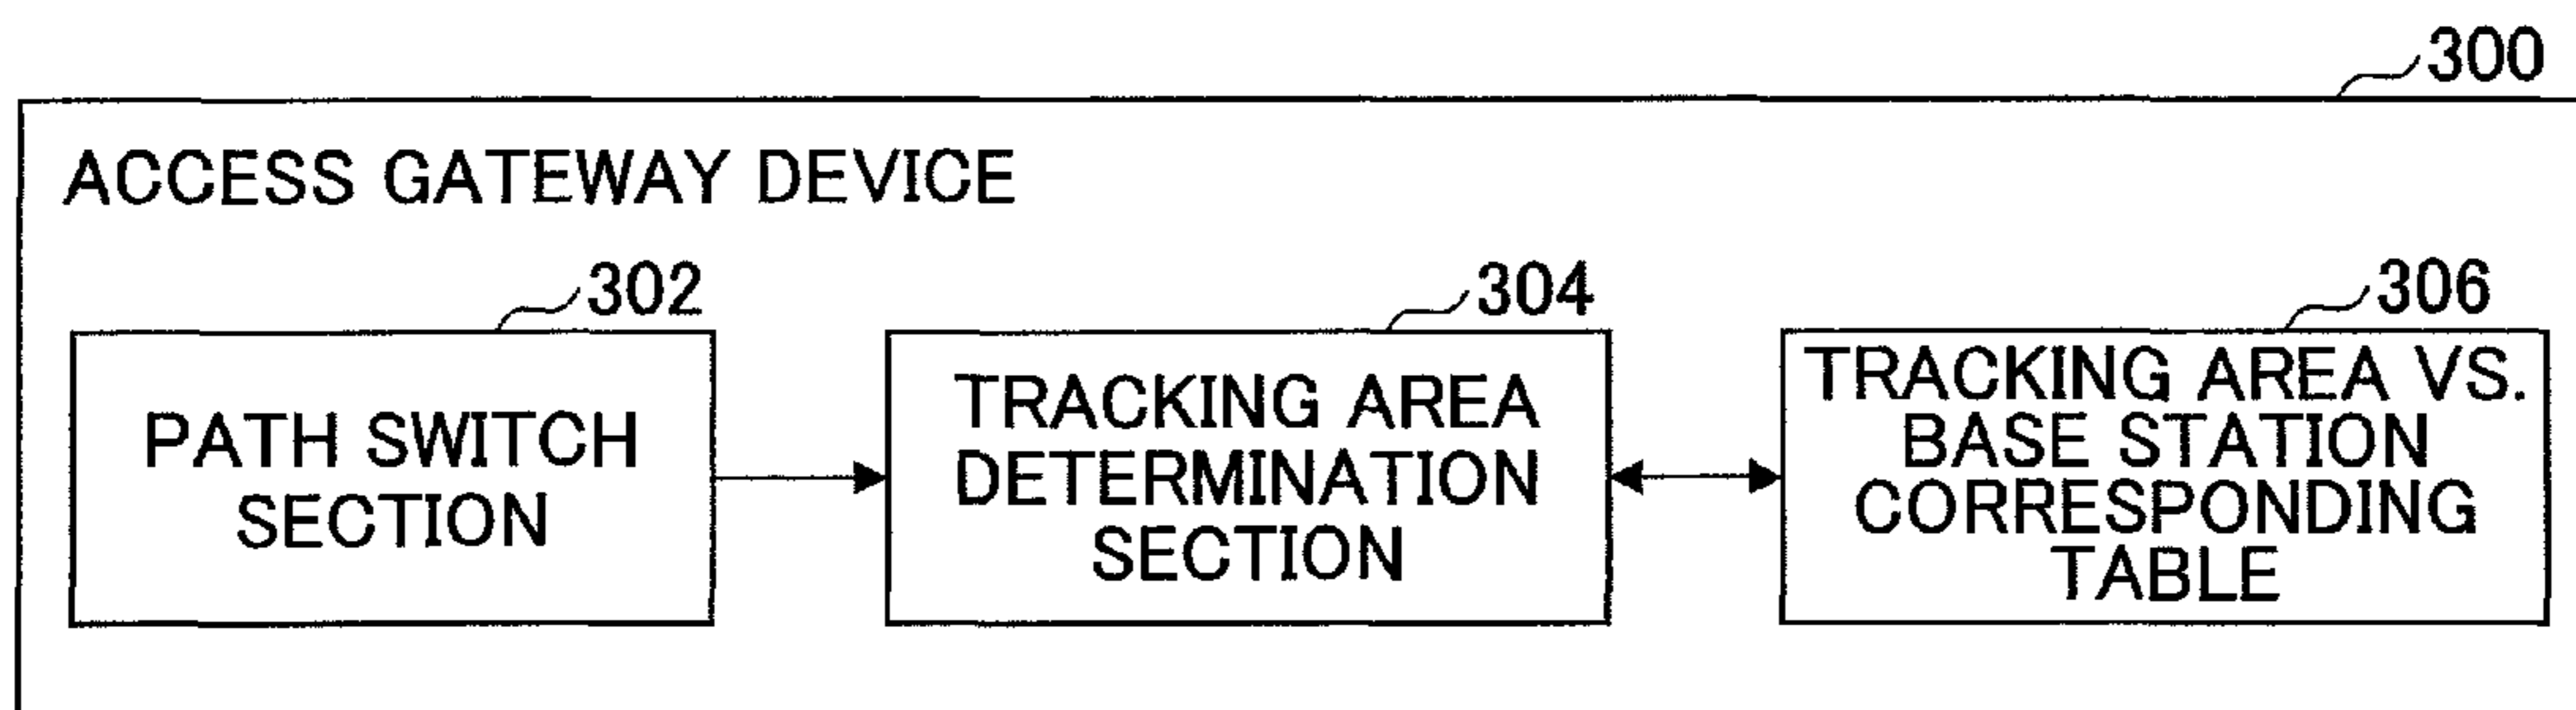 300
ACCESS GATEWAY DEVICE
302
PATH SWITCH
SECTION
304
TRACKING AREA
DETERMINATION
SECTION
306
TRACKING AREA VS.
BASE STATION
CORRESPONDING
TABLE